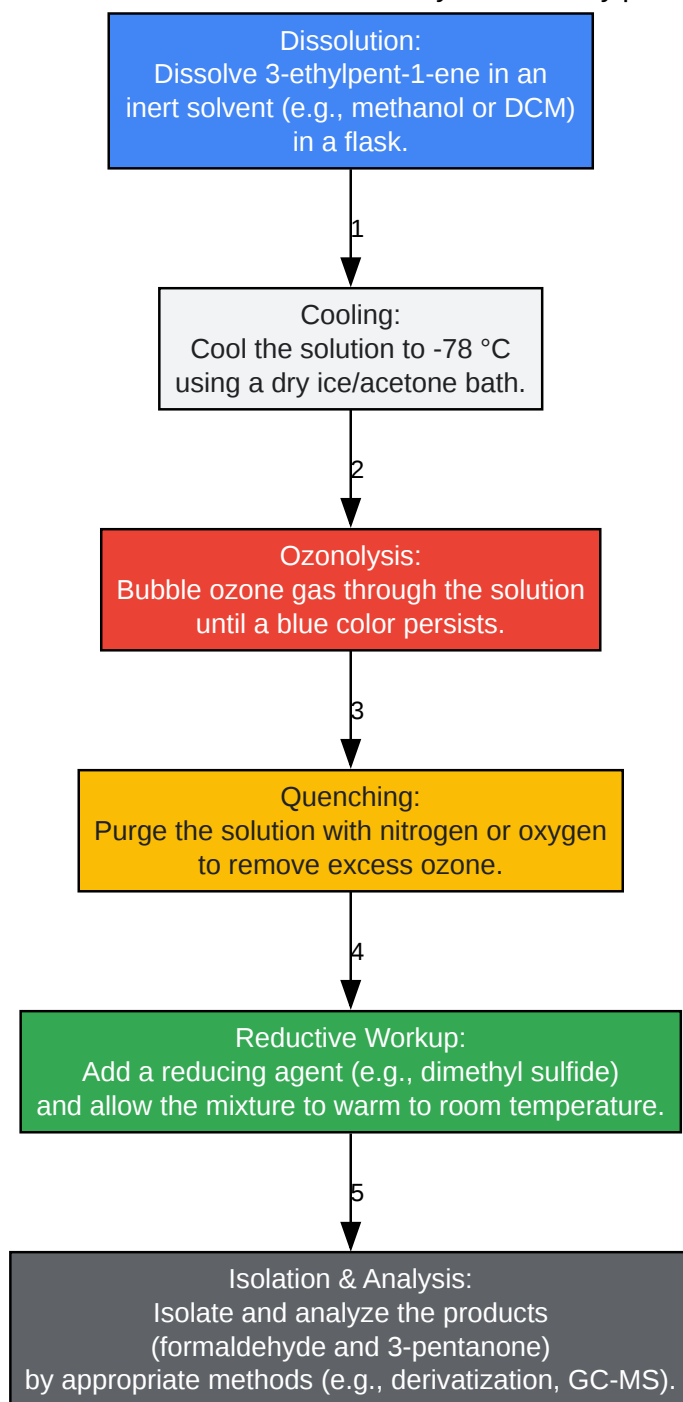 Dissolution:
Dissolve 3-ethylpent-1-ene in an
inert solvent (e.g., methanol or DCM)
in a flask.
1
Cooling:
Cool the solution to -78 °C
using a dry ice/acetone bath.
2
Ozonolysis:
Bubble ozone gas through the solution
until a blue color persists.
3
Quenching:
Purge the solution with nitrogen or oxygen
to remove excess ozone.
4
Reductive Workup:
Add a reducing agent (e.g., dimethyl sulfide)
and allow the mixture to warm to room temperature.
5
Isolation & Analysis:
Isolate and analyze the products
(formaldehyde and 3-pentanone)
by appropriate methods (e.g., derivatization, GC-MS).